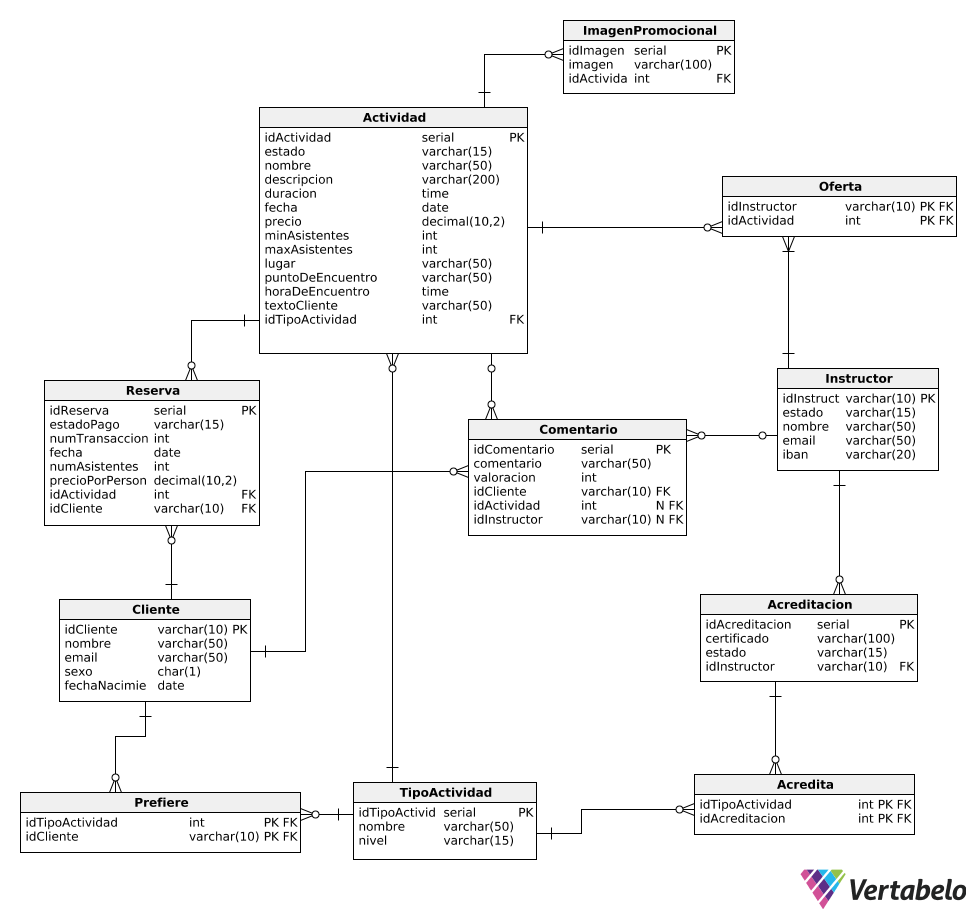 ImagenPromocional
idImagen serial PK
imagen varchar(100)
idActivida int FK
Actividad
idActividad serial PK
estado varchar(15)
nombre varchar(50)
descripcion varchar(200)
duracion time
fecha date
precio decimal(10,2)
minAsistentes int
maxAsistentes int
lugar varchar(50)
puntoDeEncuentro varchar(50)
horaDeEncuentro time
textoCliente varchar(50)
idTipoActividad int FK
Oferta
idInstructor varchar(10) PK FK
idActividad int PK FK
Reserva
idReserva serial PK
estadoPago varchar(15)
numTransaccion int
fecha date
numAsistentes int
precioPorPerson decimal(10,2)
idActividad int FK
idCliente varchar(10) FK
Instructor
idInstruct varchar(10) PK
estado varchar(15)
nombre varchar(50)
email varchar(50)
iban varchar(20)
Comentario
idComentario serial PK
comentario varchar(50)
valoracion int
idCliente varchar(10) FK
idActividad int N FK
idInstructor varchar(10) N FK
Cliente
idCliente varchar(10) PK
nombre varchar(50)
email varchar(50)
sexo char(1)
fechaNacimie date
Acreditacion
idAcreditacion serial PK
certificado varchar(100)
estado varchar(15)
idInstructor varchar(10) FK
Prefiere
idTipoActividad int PK FK
idCliente varchar(10) PK FK
TipoActividad
idTipoActivid serial PK
nombre varchar(50)
nivel varchar(15)
Acredita
idTipoActividad int PK FK
idAcreditacion int PK FK
Vertabelo